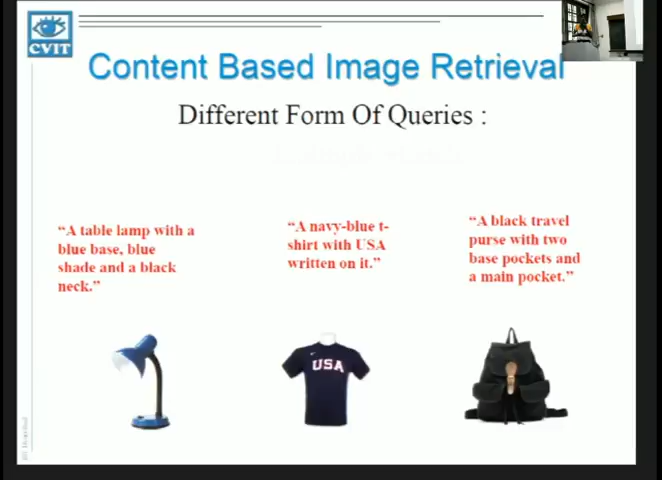 CVIT
Content Based Image Retrieval
Different Form Of Queries :
“A table lamp with a
blue base, blue
shade and a black
neck.”
“A navy-blue t-
shirt with USA
written on it.”
“A black travel
purse with two
base pockets and
a main pocket.”
USA